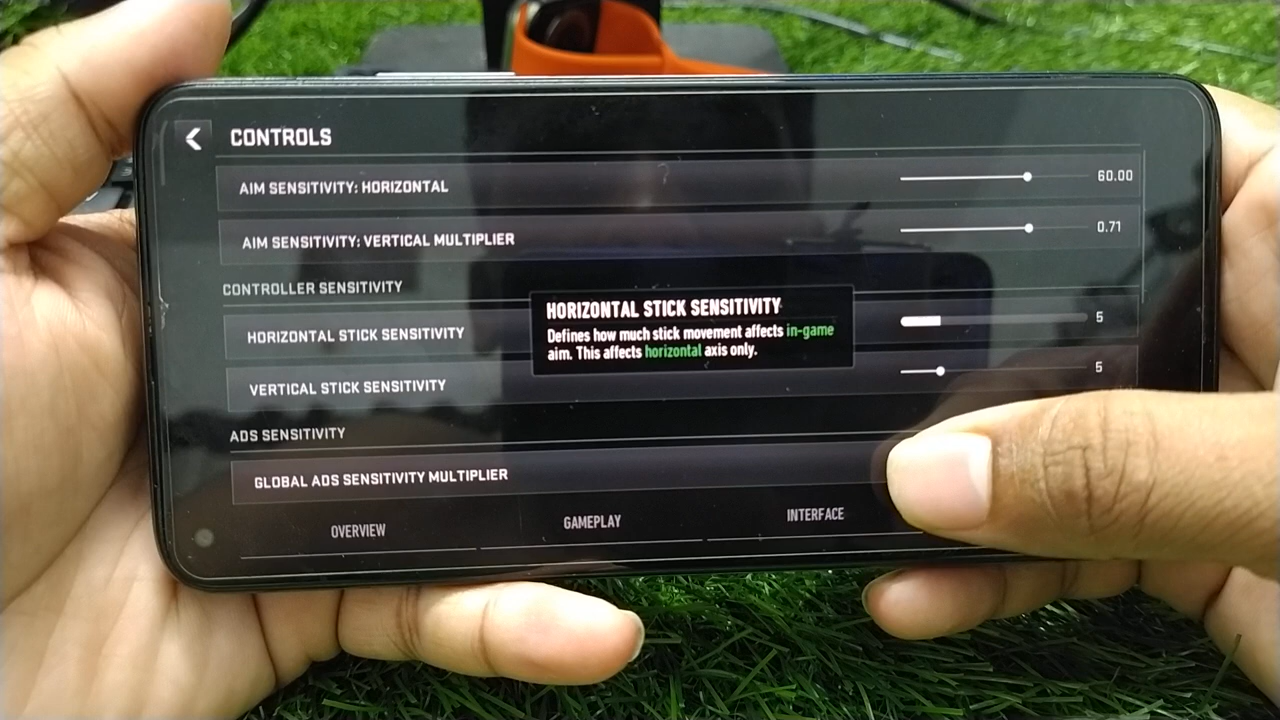 CONTROLS
AIM SENSITIVITY: HORIZONTAL 60.00
AIM SENSITIVITY: VERTICAL MULTIPLIER 0.71
CONTROLLER SENSITIVITY
HORIZONTAL STICK SENSITIVITY 5
HORIZONTAL STICK SENSITIVITY
Defines how much stick movement affects in-game
aim. This affects horizontal axis only.
VERTICAL STICK SENSITIVITY 5
ADS SENSITIVITY
GLOBAL ADS SENSITIVITY MULTIPLIER
OVERVIEW GAMEPLAY INTERFACE